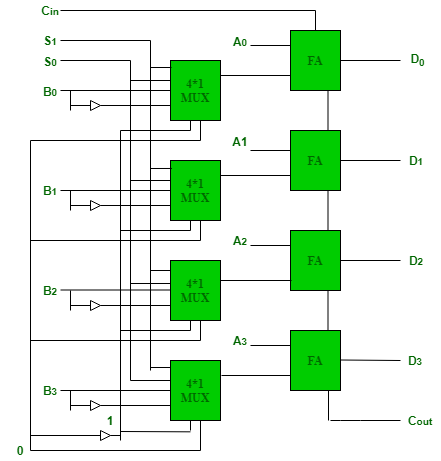 Cin
S1
A0
FA
D0
S0
4*1
MUX
B0
A1
FA
D1
4*1
MUX
B1
A2
FA
D2
4*1
MUX
B2
A3
FA
D3
4*1
MUX
B3
1
Cout
0